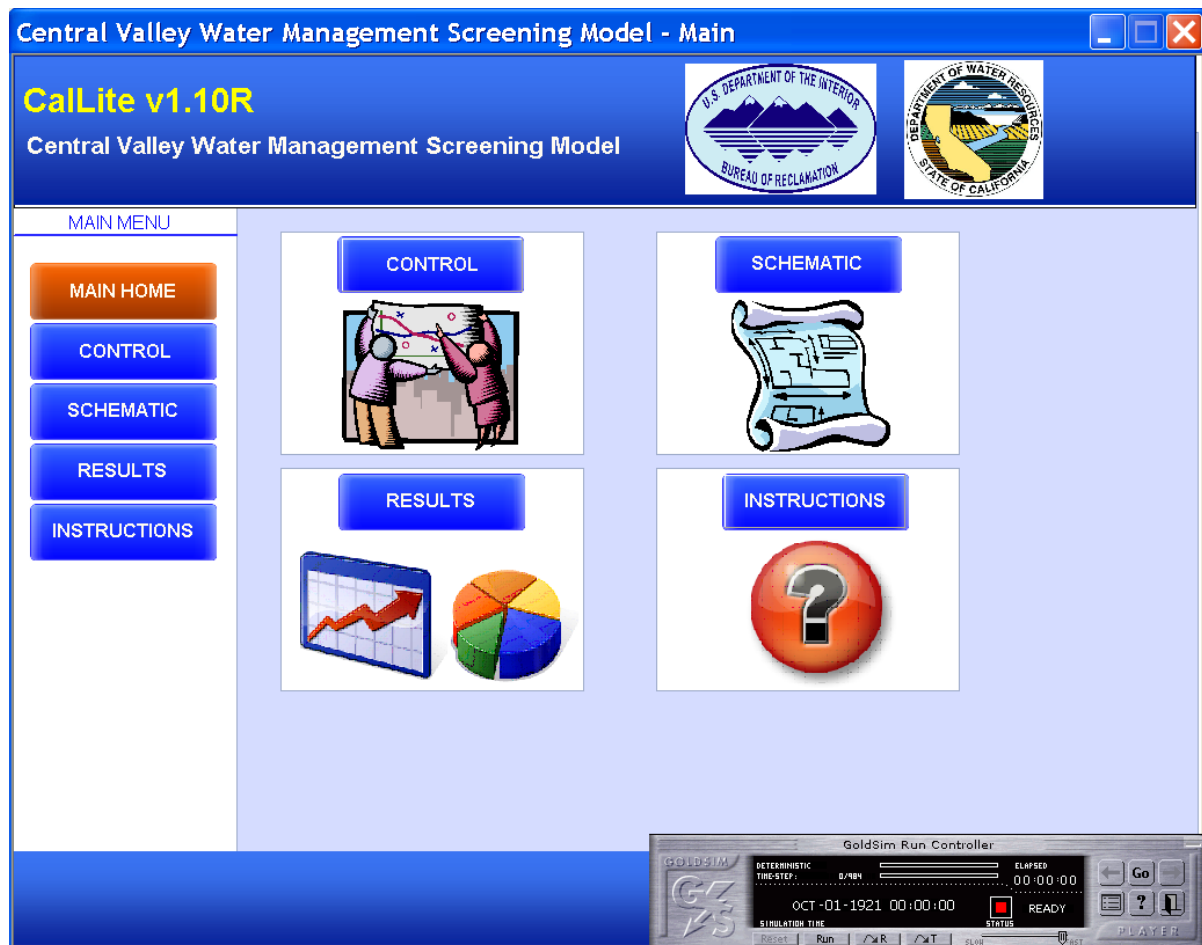 Central Valley Water Management Screening Model - Main
CalLite v1.10R
Central Valley Water Management Screening Model
U.S. DEPARTMENT OF THE INTERIOR
BUREAU OF RECLAMATION
DEPARTMENT OF WATER RESOURCES
STATE OF CALIFORNIA
MAIN MENU
MAIN HOME
CONTROL
SCHEMATIC
RESULTS
INSTRUCTIONS
CONTROL
SCHEMATIC
RESULTS
INSTRUCTIONS
?
GoldSim Run Controller
GOLDSIM
GS
DETERMINISTIC
TIME-STEP: 0/984
ELAPSED
00:00:00
OCT-01-1921 00:00:00
READY
SIMULATION TIME
STATUS
Go
?
Reset Run R T
PLAYER